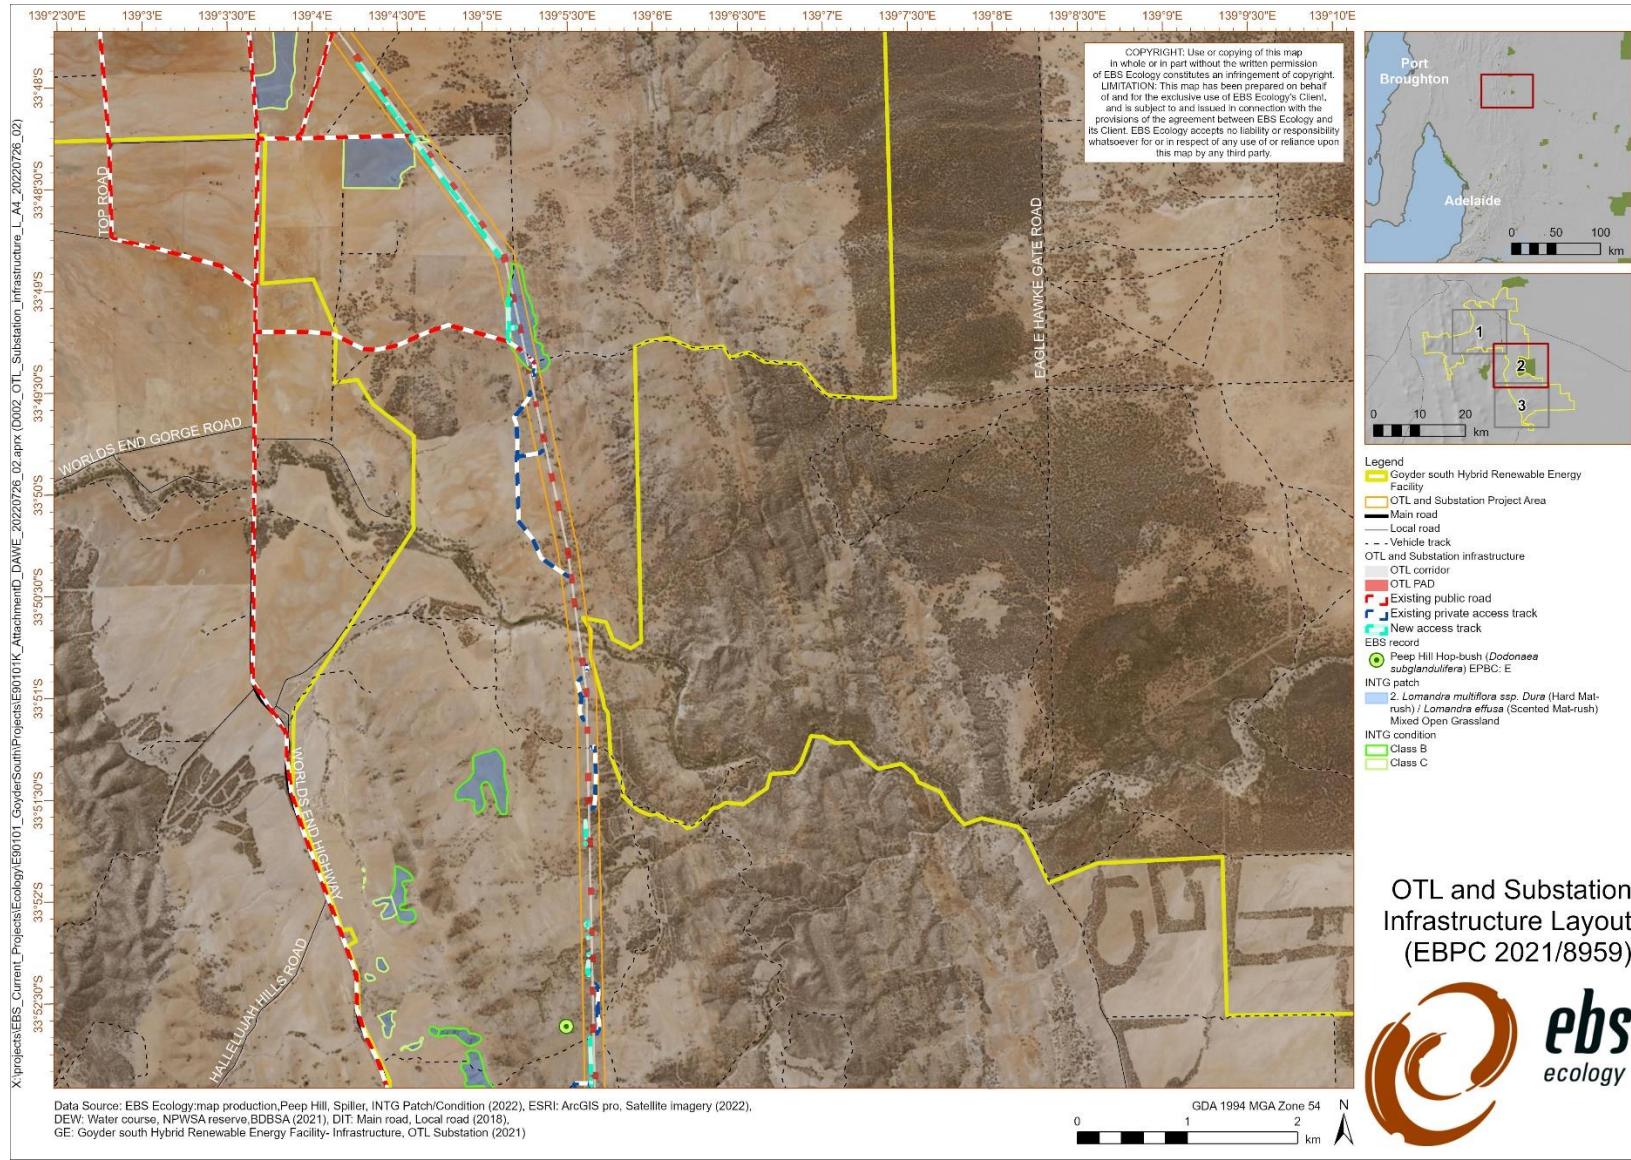 139°2'30"E 139°3'E 139°3'30"E 139°4'E 139°4'30"E 139°5'E 139°5'30"E 139°6'E 139°6'30"E 139°7'E 139°7'30"E 139°8'E 139°8'30"E 139°9'E 139°9'30"E 139°10'E
33°48'S
33°48'30"S
33°49'S
33°49'30"S
33°50'S
33°50'30"S
33°51'S
33°51'30"S
33°52'S
33°52'30"S
X:\projects\EBS_Current_Projects\Ecology\E90101_GoyderSouth\Projects\E90101K_AttachmentD_DAWE_20220726_02.aprx (D002_OTL_Substation_infrastructure_L_A4_20220726_02)
COPYRIGHT: Use or copying of this map
in whole or in part without the written permission
of EBS Ecology constitutes an infringement of copyright.
LIMITATION: This map has been prepared on behalf
of and for the exclusive use of EBS Ecology's Client,
and is subject to and issued in connection with the
provisions of the agreement between EBS Ecology and
its Client. EBS Ecology accepts no liability or responsibility
whatsoever for or in respect of any use of or reliance upon
this map by any third party.
TOP ROAD
EAGLE HAWKE GATE ROAD
WORLDS END GORGE ROAD
WORLDS END HIGHWAY
HALLELUJAH HILLS ROAD
Port
Broughton
Adelaide
0 50 100
km
1
2
3
0 10 20
km
Legend
Goyder south Hybrid Renewable Energy
Facility
OTL and Substation Project Area
Main road
Local road
Vehicle track
OTL and Substation infrastructure
OTL corridor
OTL PAD
Existing public road
Existing private access track
New access track
EBS record
Peep Hill Hop-bush (Dodonaea
subglandulifera) EPBC: E
INTG patch
2. Lomandra multiflora ssp. Dura (Hard Mat-
rush) / Lomandra effusa (Scented Mat-rush)
Mixed Open Grassland
INTG condition
Class B
Class C
OTL and Substation
Infrastructure Layout
(EBPC 2021/8959)
ebs
ecology
Data Source: EBS Ecology:map production,Peep Hill, Spiller, INTG Patch/Condition (2022), ESRI: ArcGIS pro, Satellite imagery (2022),
DEW: Water course, NPWSA reserve,BDBSA (2021), DIT: Main road, Local road (2018),
GE: Goyder south Hybrid Renewable Energy Facility- Infrastructure, OTL Substation (2021)
GDA 1994 MGA Zone 54 N
0 1 2
km